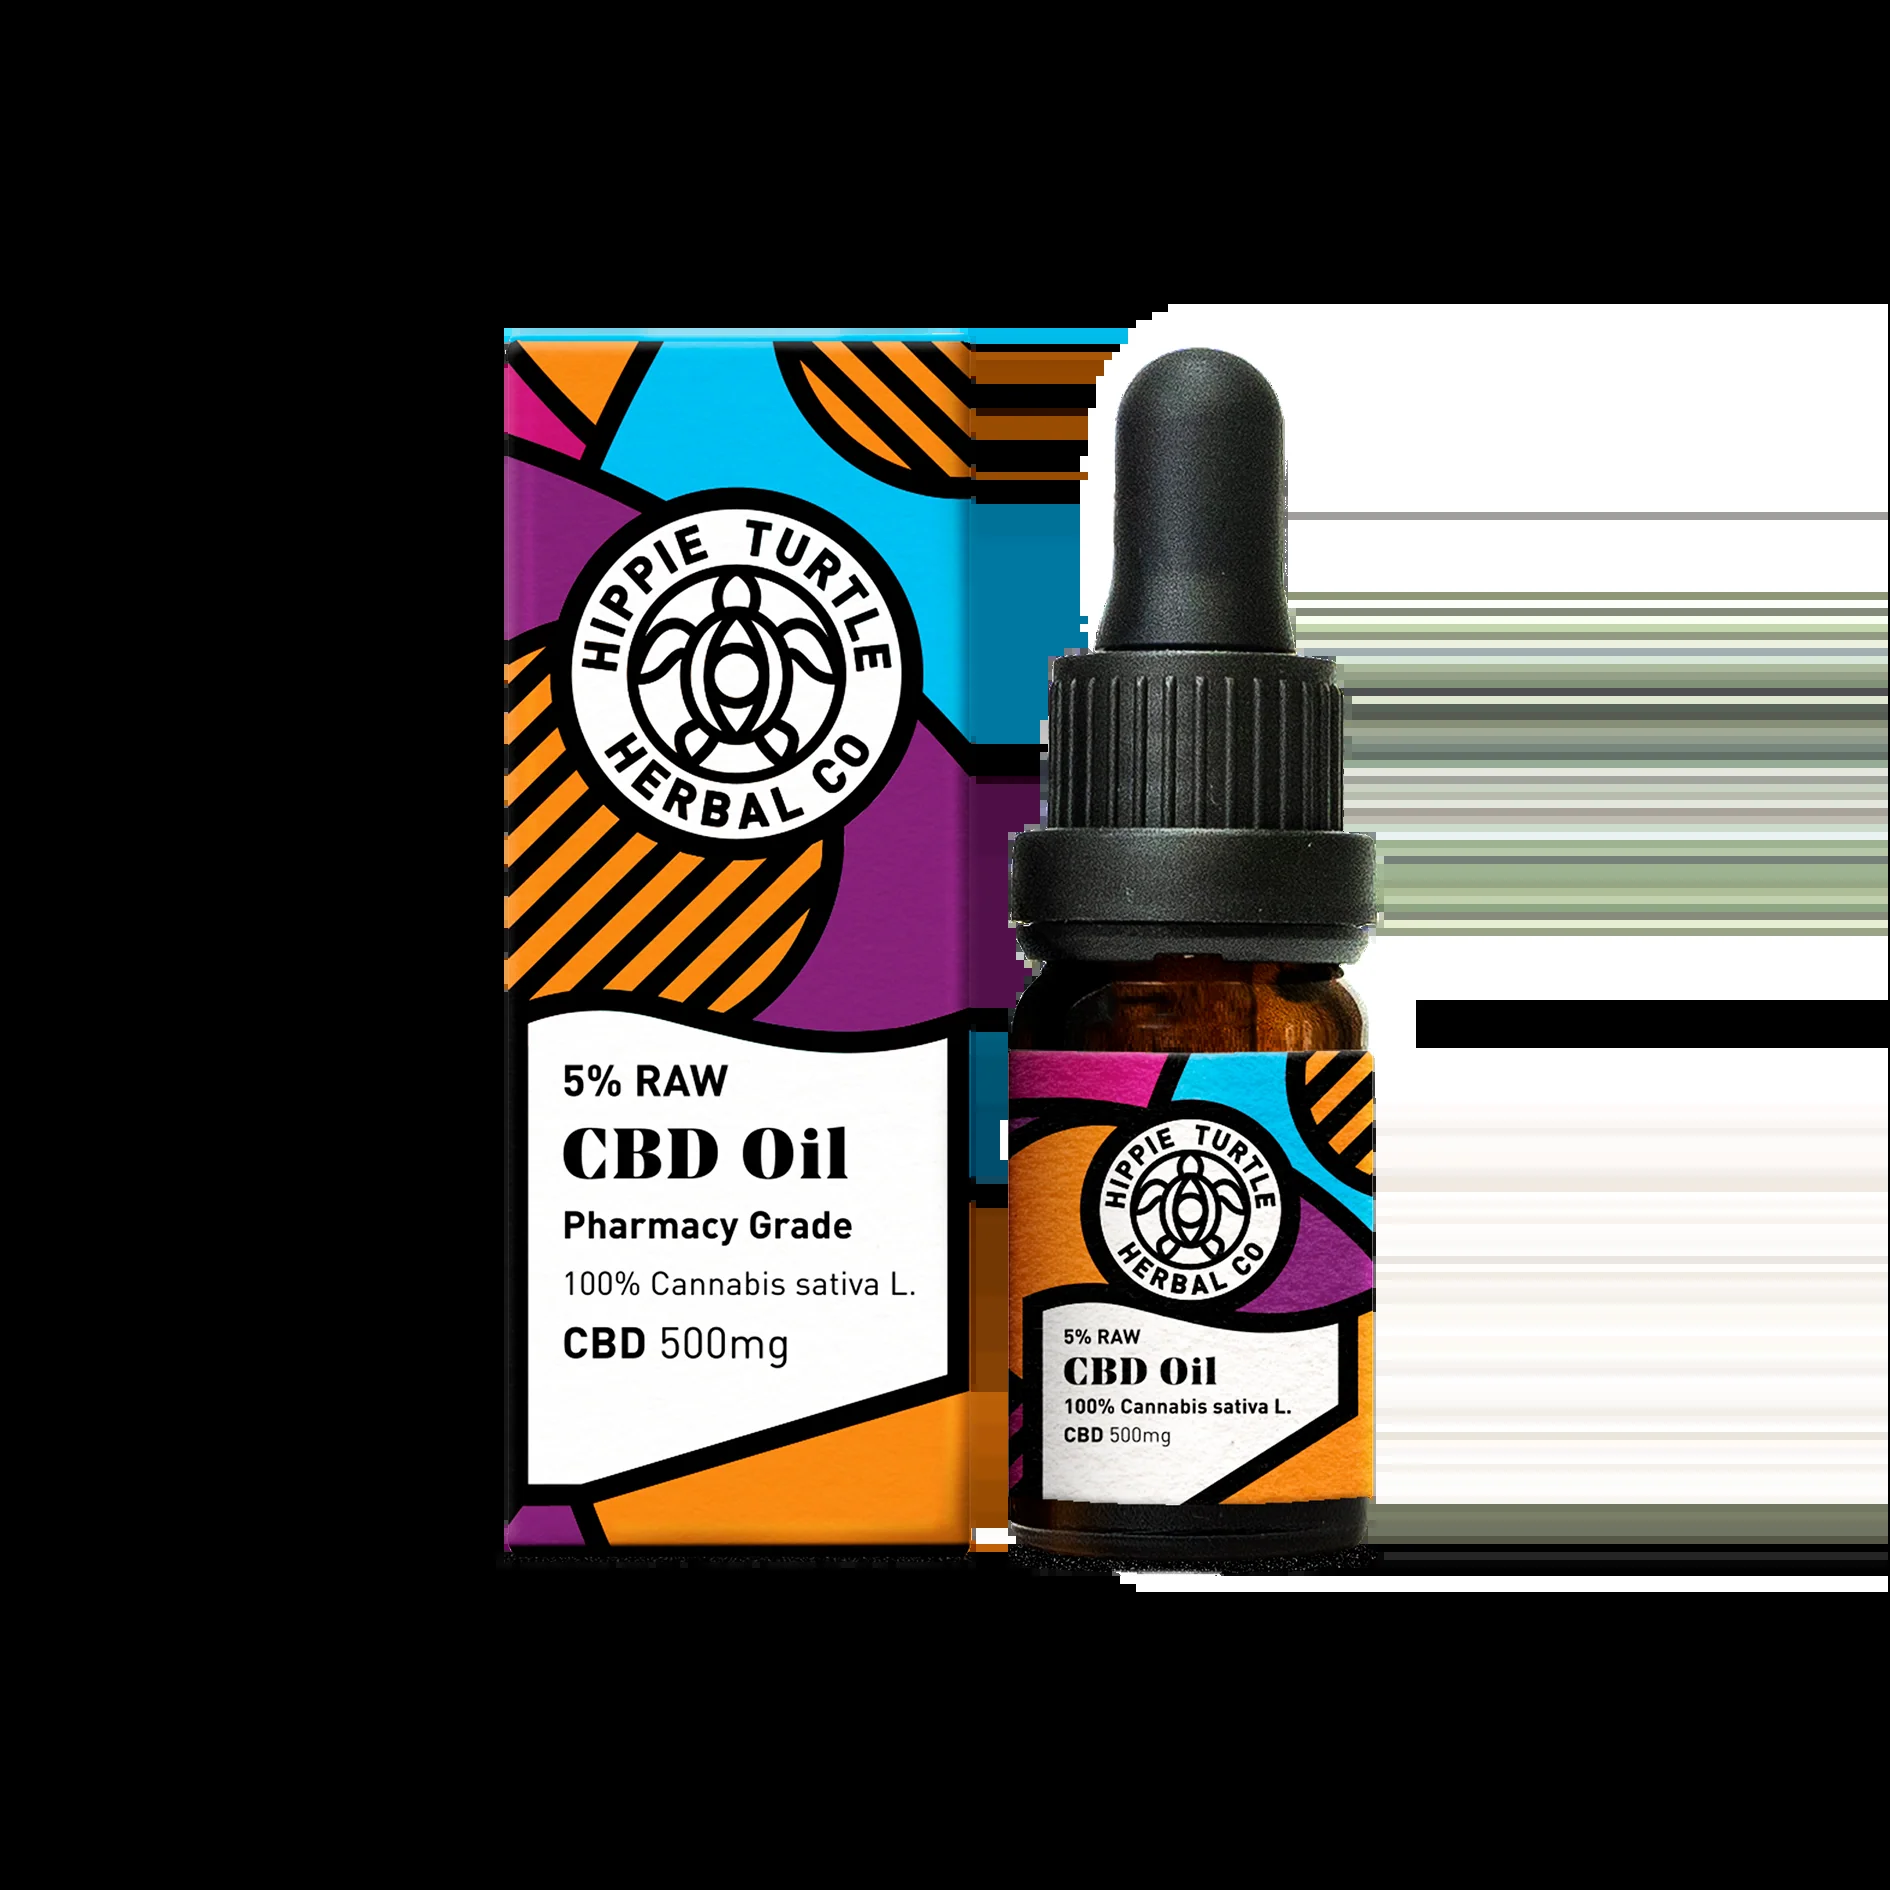 HIPPIE TURTLE
HERBAL CO
5% RAW
CBD Oil
Pharmacy Grade
100% Cannabis sativa L.
CBD 500mg
HIPPIE TURTLE
HERBAL CO
5% RAW
CBD Oil
100% Cannabis sativa L.
CBD 500mg